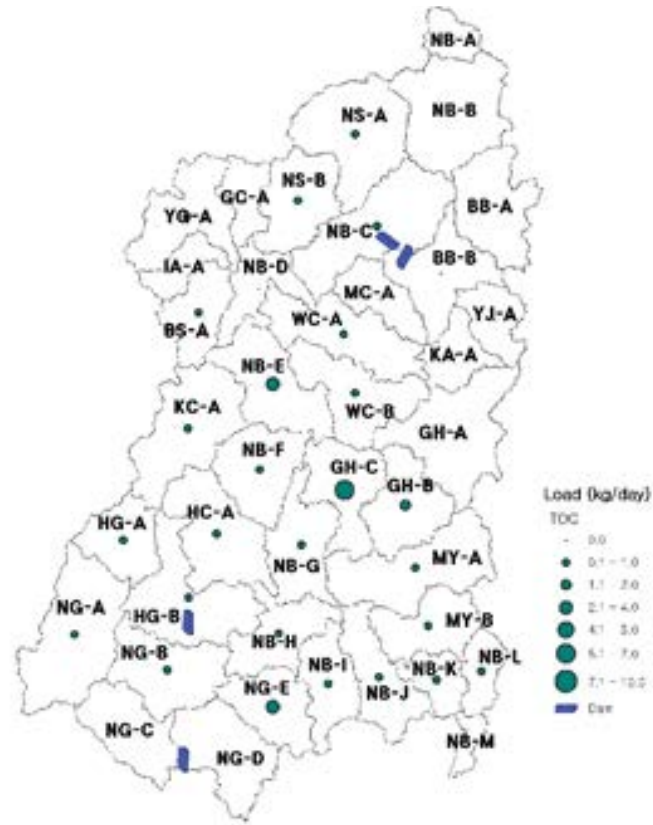 NB-A
NS-A
NB-B
NS-B
GC-A
YG-A
BB-A
NB-C
BB-B
IA-A
NB-D
MC-A
WC-A
YJ-A
BS-A
KA-A
NB-E
KC-A
WC-B
GH-A
NB-F
GH-C
GH-B
HC-A
HG-A
MY-A
NB-G
NG-A
HG-B
MY-B
NB-H
NG-B
NB-I
NB-K
NB-L
NG-E
NB-J
NG-C
NG-D
NB-M
Load (kg/day)
TOC
0.0
0.1 - 1.0
1.1 - 2.0
2.1 - 4.0
7.1 - 10.0
Dam